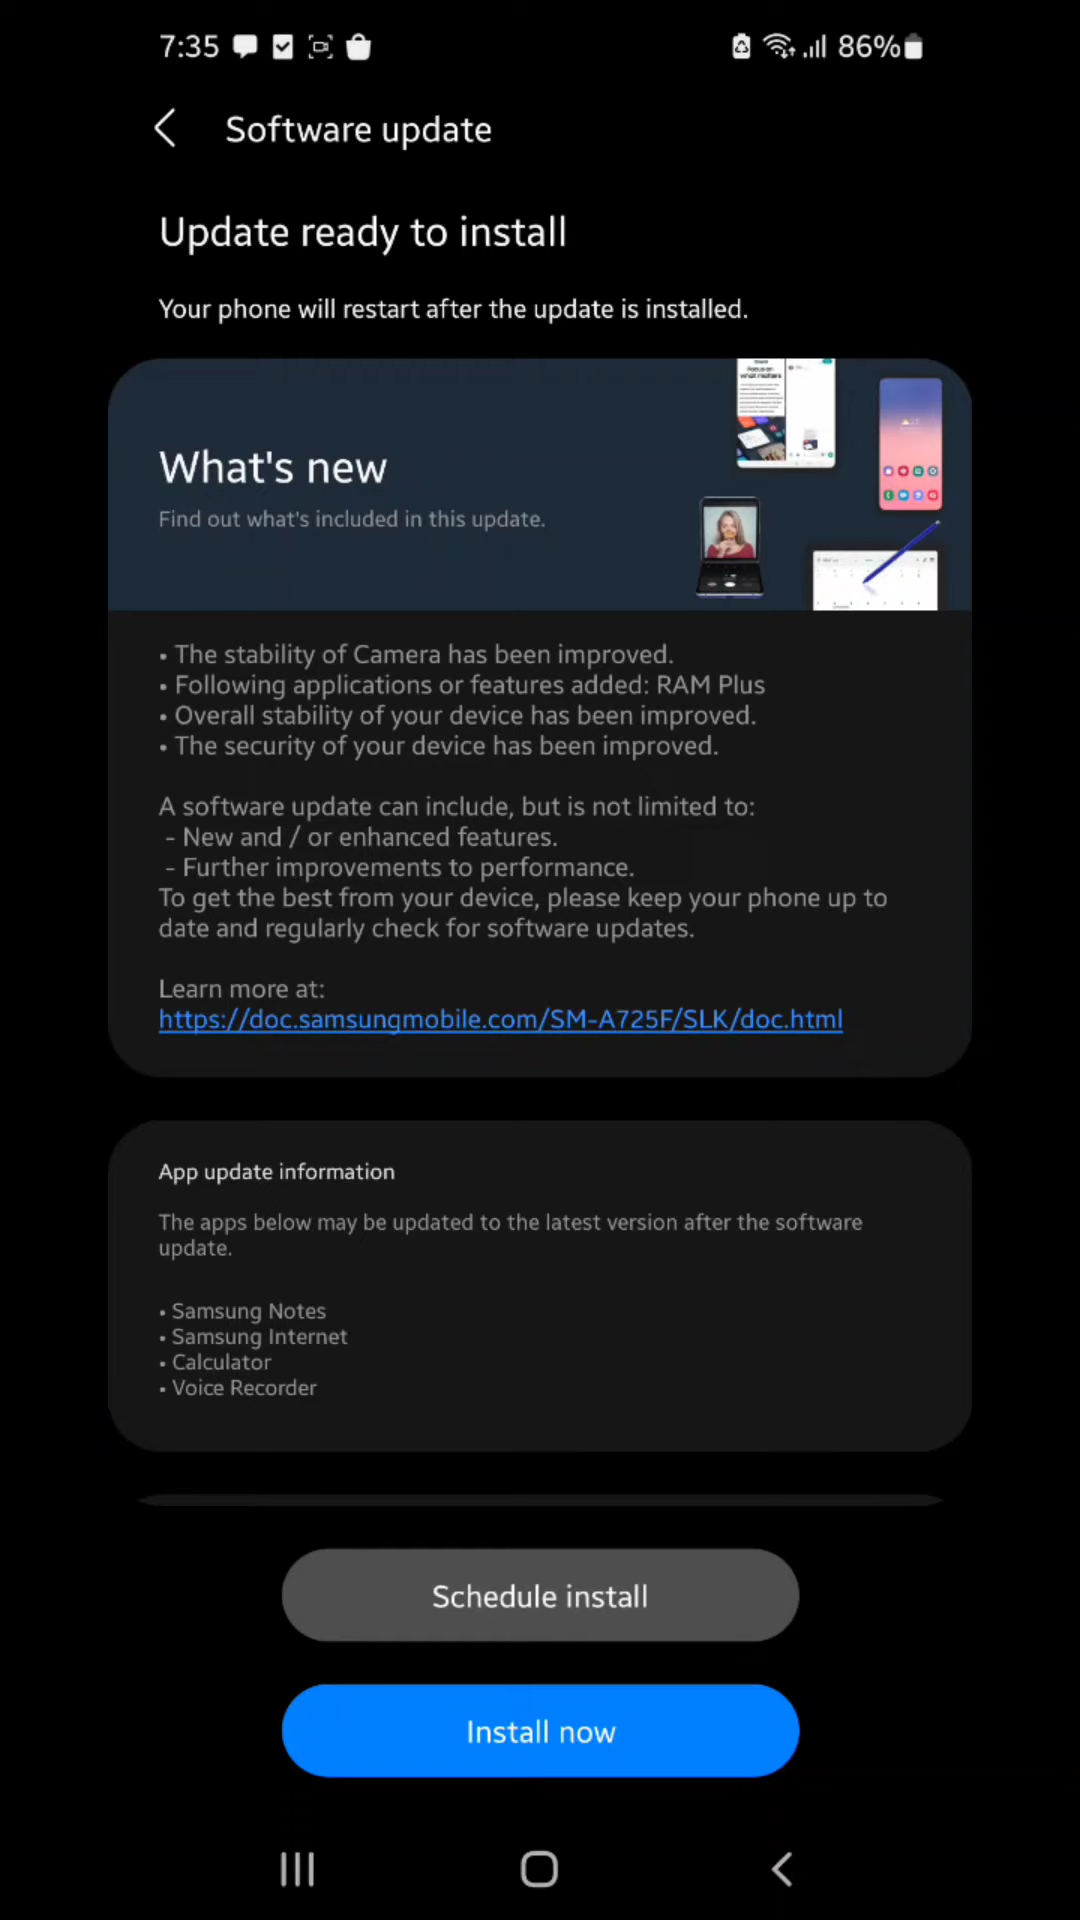 7:35
86%
Software update
Update ready to install
Your phone will restart after the update is installed.
What's new
Find out what's included in this update.
Focus on
what matters
• The stability of Camera has been improved.
• Following applications or features added: RAM Plus
• Overall stability of your device has been improved.
• The security of your device has been improved.
A software update can include, but is not limited to:
- New and / or enhanced features.
- Further improvements to performance.
To get the best from your device, please keep your phone up to
date and regularly check for software updates.
Learn more at:
https://doc.samsungmobile.com/SM-A725F/SLK/doc.html
App update information
The apps below may be updated to the latest version after the software
update.
• Samsung Notes
• Samsung Internet
• Calculator
• Voice Recorder
Schedule install
Install now